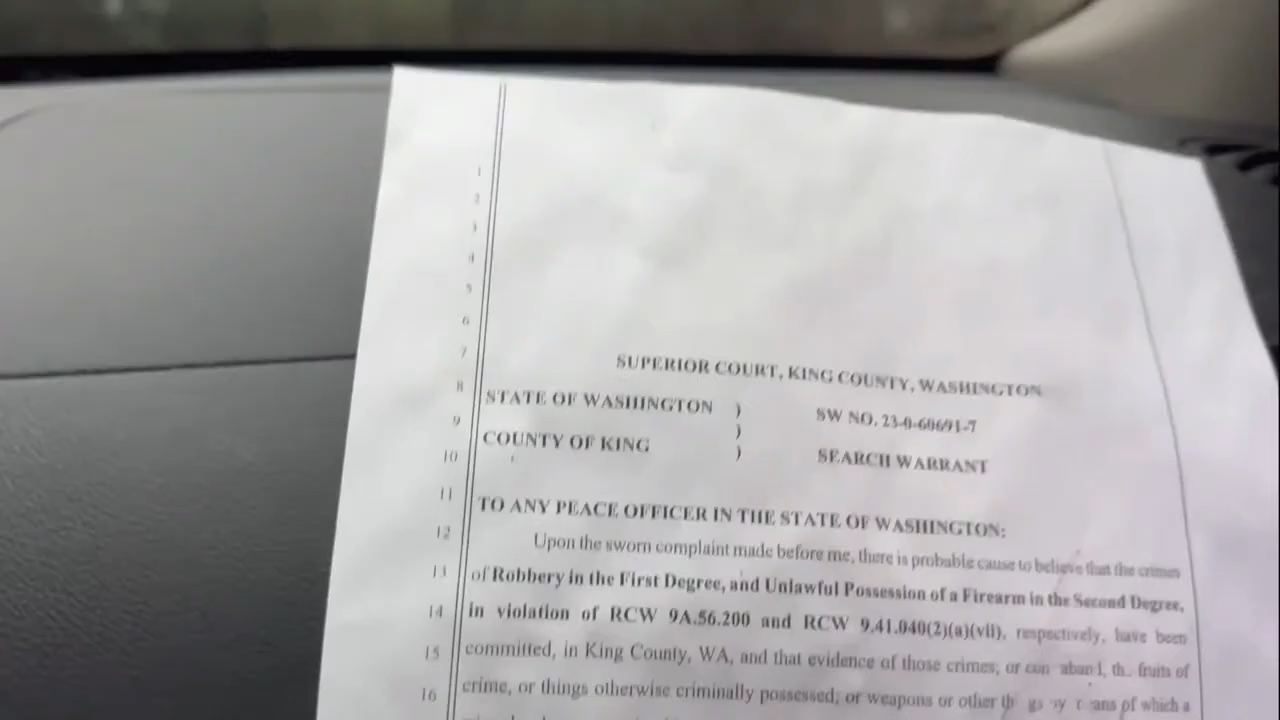 1
2
3
4
5
6
7
SUPERIOR COURT, KING COUNTY, WASHINGTON
8 STATE OF WASHINGTON ) SW NO. 23-0-60691-7
9 )
10 COUNTY OF KING ) SEARCH WARRANT
11 TO ANY PEACE OFFICER IN THE STATE OF WASHINGTON:
12 Upon the sworn complaint made before me, there is probable cause to believe that the crimes
13 of Robbery in the First Degree, and Unlawful Possession of a Firearm in the Second Degree,
14 in violation of RCW 9A.56.200 and RCW 9.41.040(2)(a)(vii), respectively, have been
15 committed, in King County, WA, and that evidence of those crimes; or fruits of
16 crime, or things otherwise criminally possessed; or weapons or other of which a